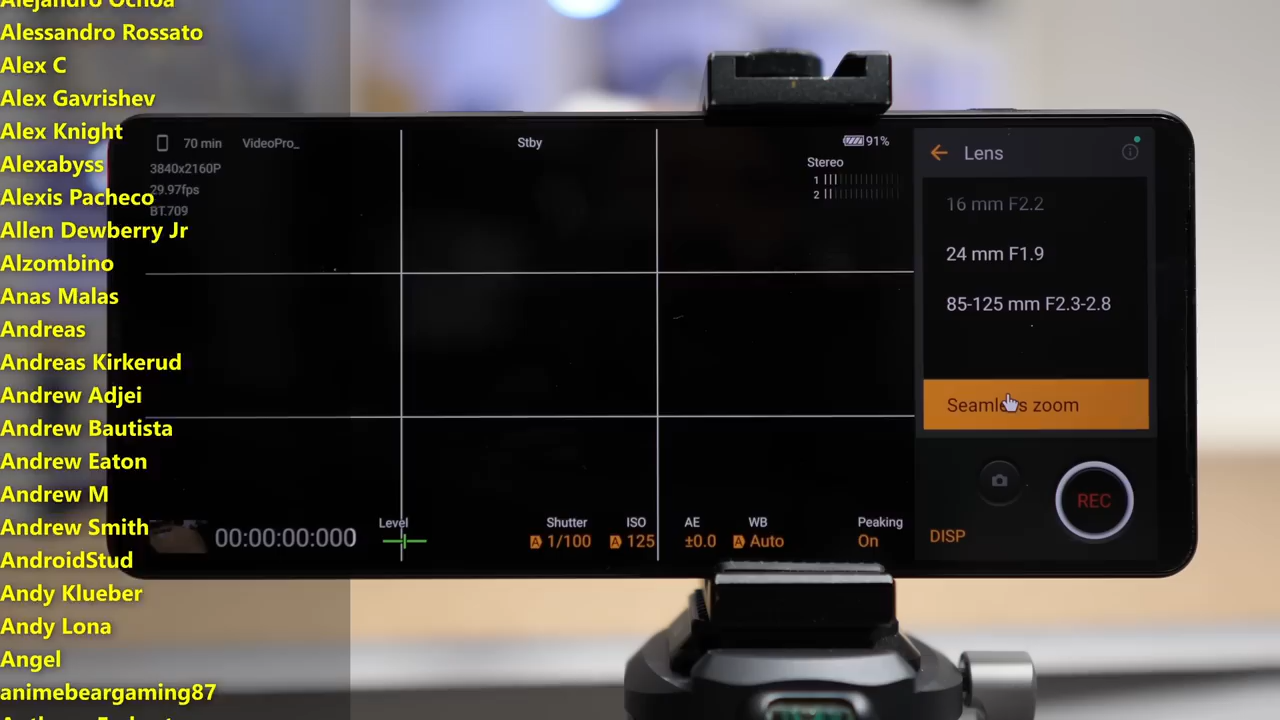 Alejandro Ochoa
Alessandro Rossato
Alex C
Alex Gavrishev
Alex Knight
Alexabyss
Alexis Pacheco
Allen Dewberry Jr
Alzombino
Anas Malas
Andreas
Andreas Kirkerud
Andrew Adjei
Andrew Bautista
Andrew Eaton
Andrew M
Andrew Smith
AndroidStud
Andy Klueber
Andy Lona
Angel
animebeargaming87
70 min VideoPro_
3840x2160P
29.97fps
BT.709
Stby
91%
Stereo
1
2
Lens
16 mm F2.2
24 mm F1.9
85-125 mm F2.3-2.8
Seamless zoom
REC
DISP
00:00:00:000
Level
Shutter
A 1/100
ISO
A 125
AE
±0.0
WB
A Auto
Peaking
On